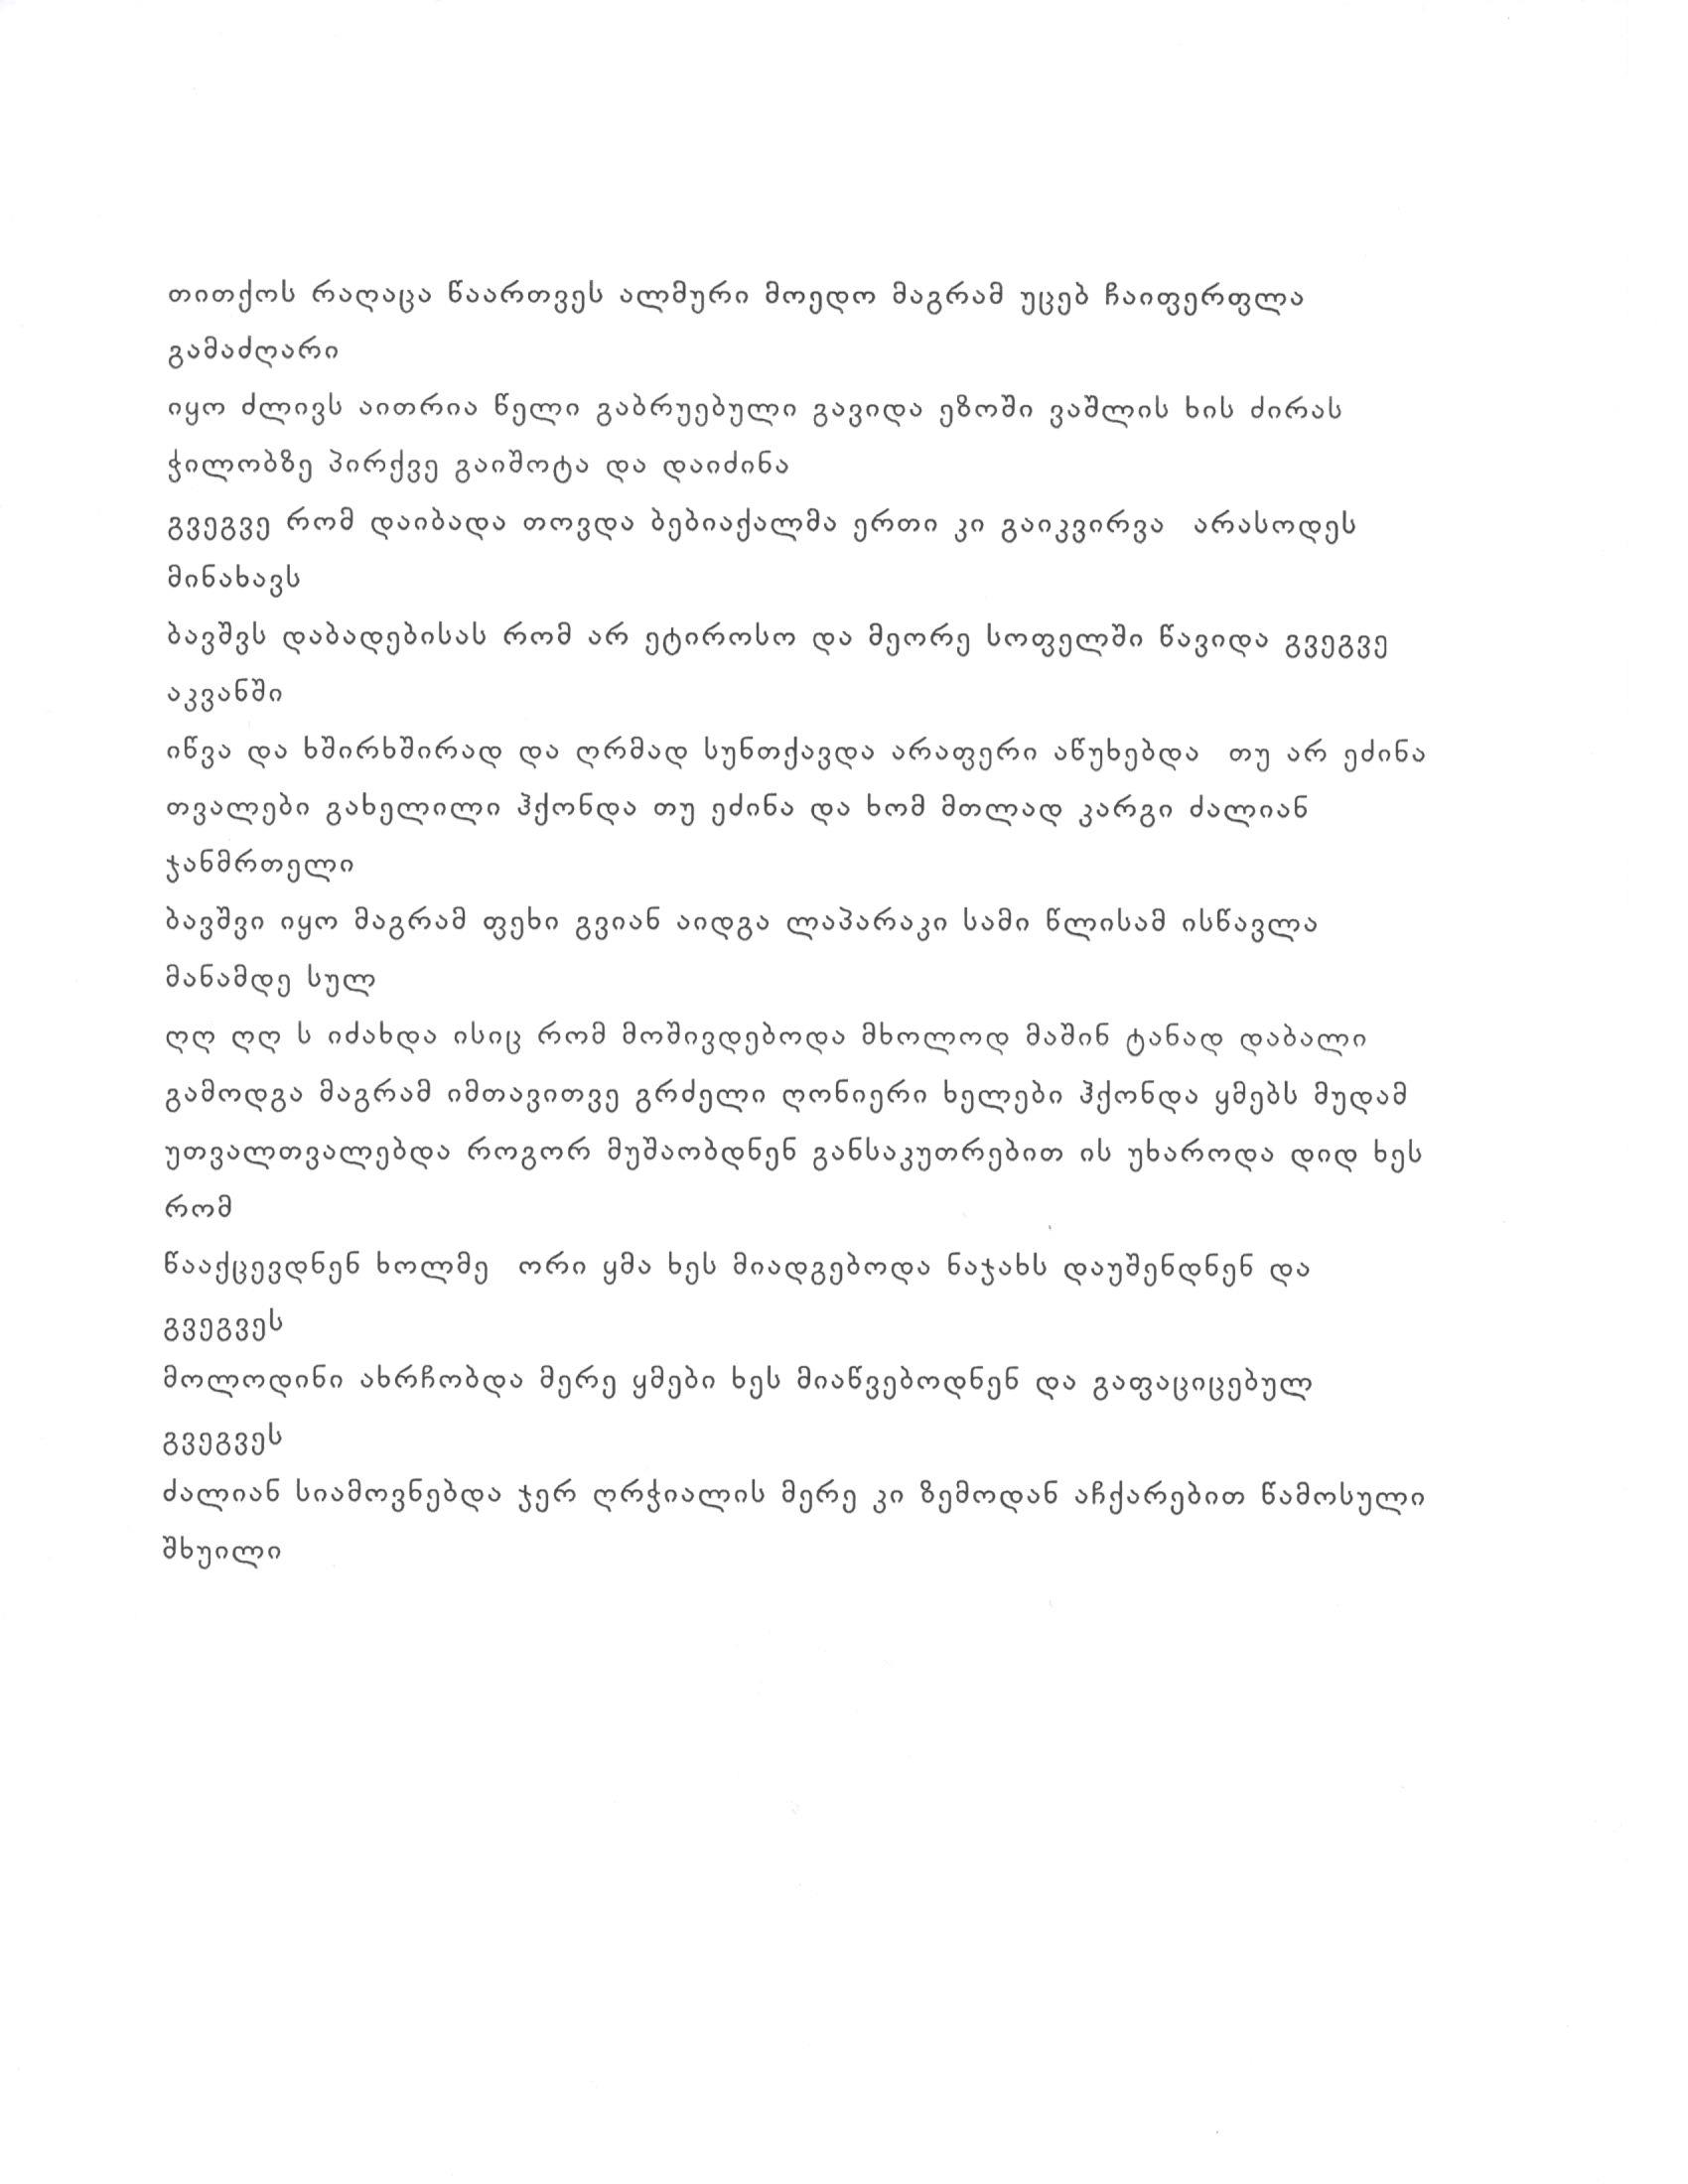 თითქოს რაღაცა წაართვეს ალმური მოედო მაგრამ უცებ ჩაიფერფლა
გამაძღარი
იყო ძლივს აითრია წელი გაბრუებული გავიდა ეზოში ვაშლის ხის ძირას
ჭილობზე პირქვე გაიშოტა და დაიძინა
გვეგვე რომ დაიბადა თოვდა ბებიაქალმა ერთი კი გაიკვირვა არასოდეს
მინახავს
ბავშვს დაბადებისას რომ არ ეტიროსო და მეორე სოფელში წავიდა გვეგვე
აკვანში
იწვა და ხშირხშირად და ღრმად სუნთქავდა არაფერი აწუხებდა თუ არ ეძინა
თვალები გახელილი ჰქონდა თუ ეძინა და ხომ მთლად კარგი ძალიან
ჯანმრთელი
ბავშვი იყო მაგრამ ფეხი გვიან აიდგა ლაპარაკი სამი წლისამ ისწავლა
მანამდე სულ
ღღ ღღ ს იძახდა ისიც რომ მოშივდებოდა მხოლოდ მაშინ ტანად დაბალი
გამოდგა მაგრამ იმთავითვე გრძელი ღონიერი ხელები ჰქონდა ყმებს მუდამ
უთვალთვალებდა როგორ მუშაობდნენ განსაკუთრებით ის უხაროდა დიდ ხეს
რომ
წააქცევდნენ ხოლმე ორი ყმა ხეს მიადგებოდა ნაჯახს დაუშენდნენ და
გვეგვეს
მოლოდინი ახრჩობდა მერე ყმები ხეს მიაწვებოდნენ და გაფაციცებულ
გვეგვეს
ძალიან სიამოვნებდა ჯერ ღრჭიალის მერე კი ზემოდან აჩქარებით წამოსული
შხუილი